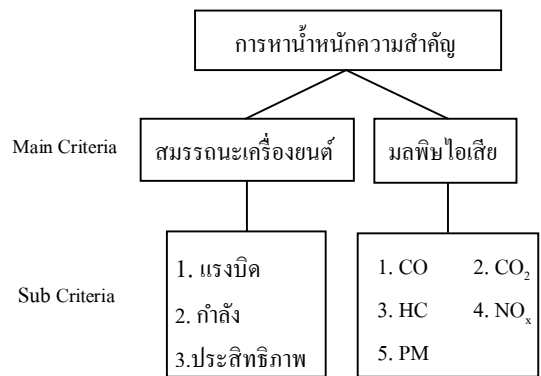 การหาน้ำหนักความสำคัญ
Main Criteria
สมรรถนะเครื่องยนต์
มลพิษไอเสีย
Sub Criteria
1. แรงบิด
2. กำลัง
3.ประสิทธิภาพ
1. CO 2. CO₂
3. HC 4. NOₓ
5. PM